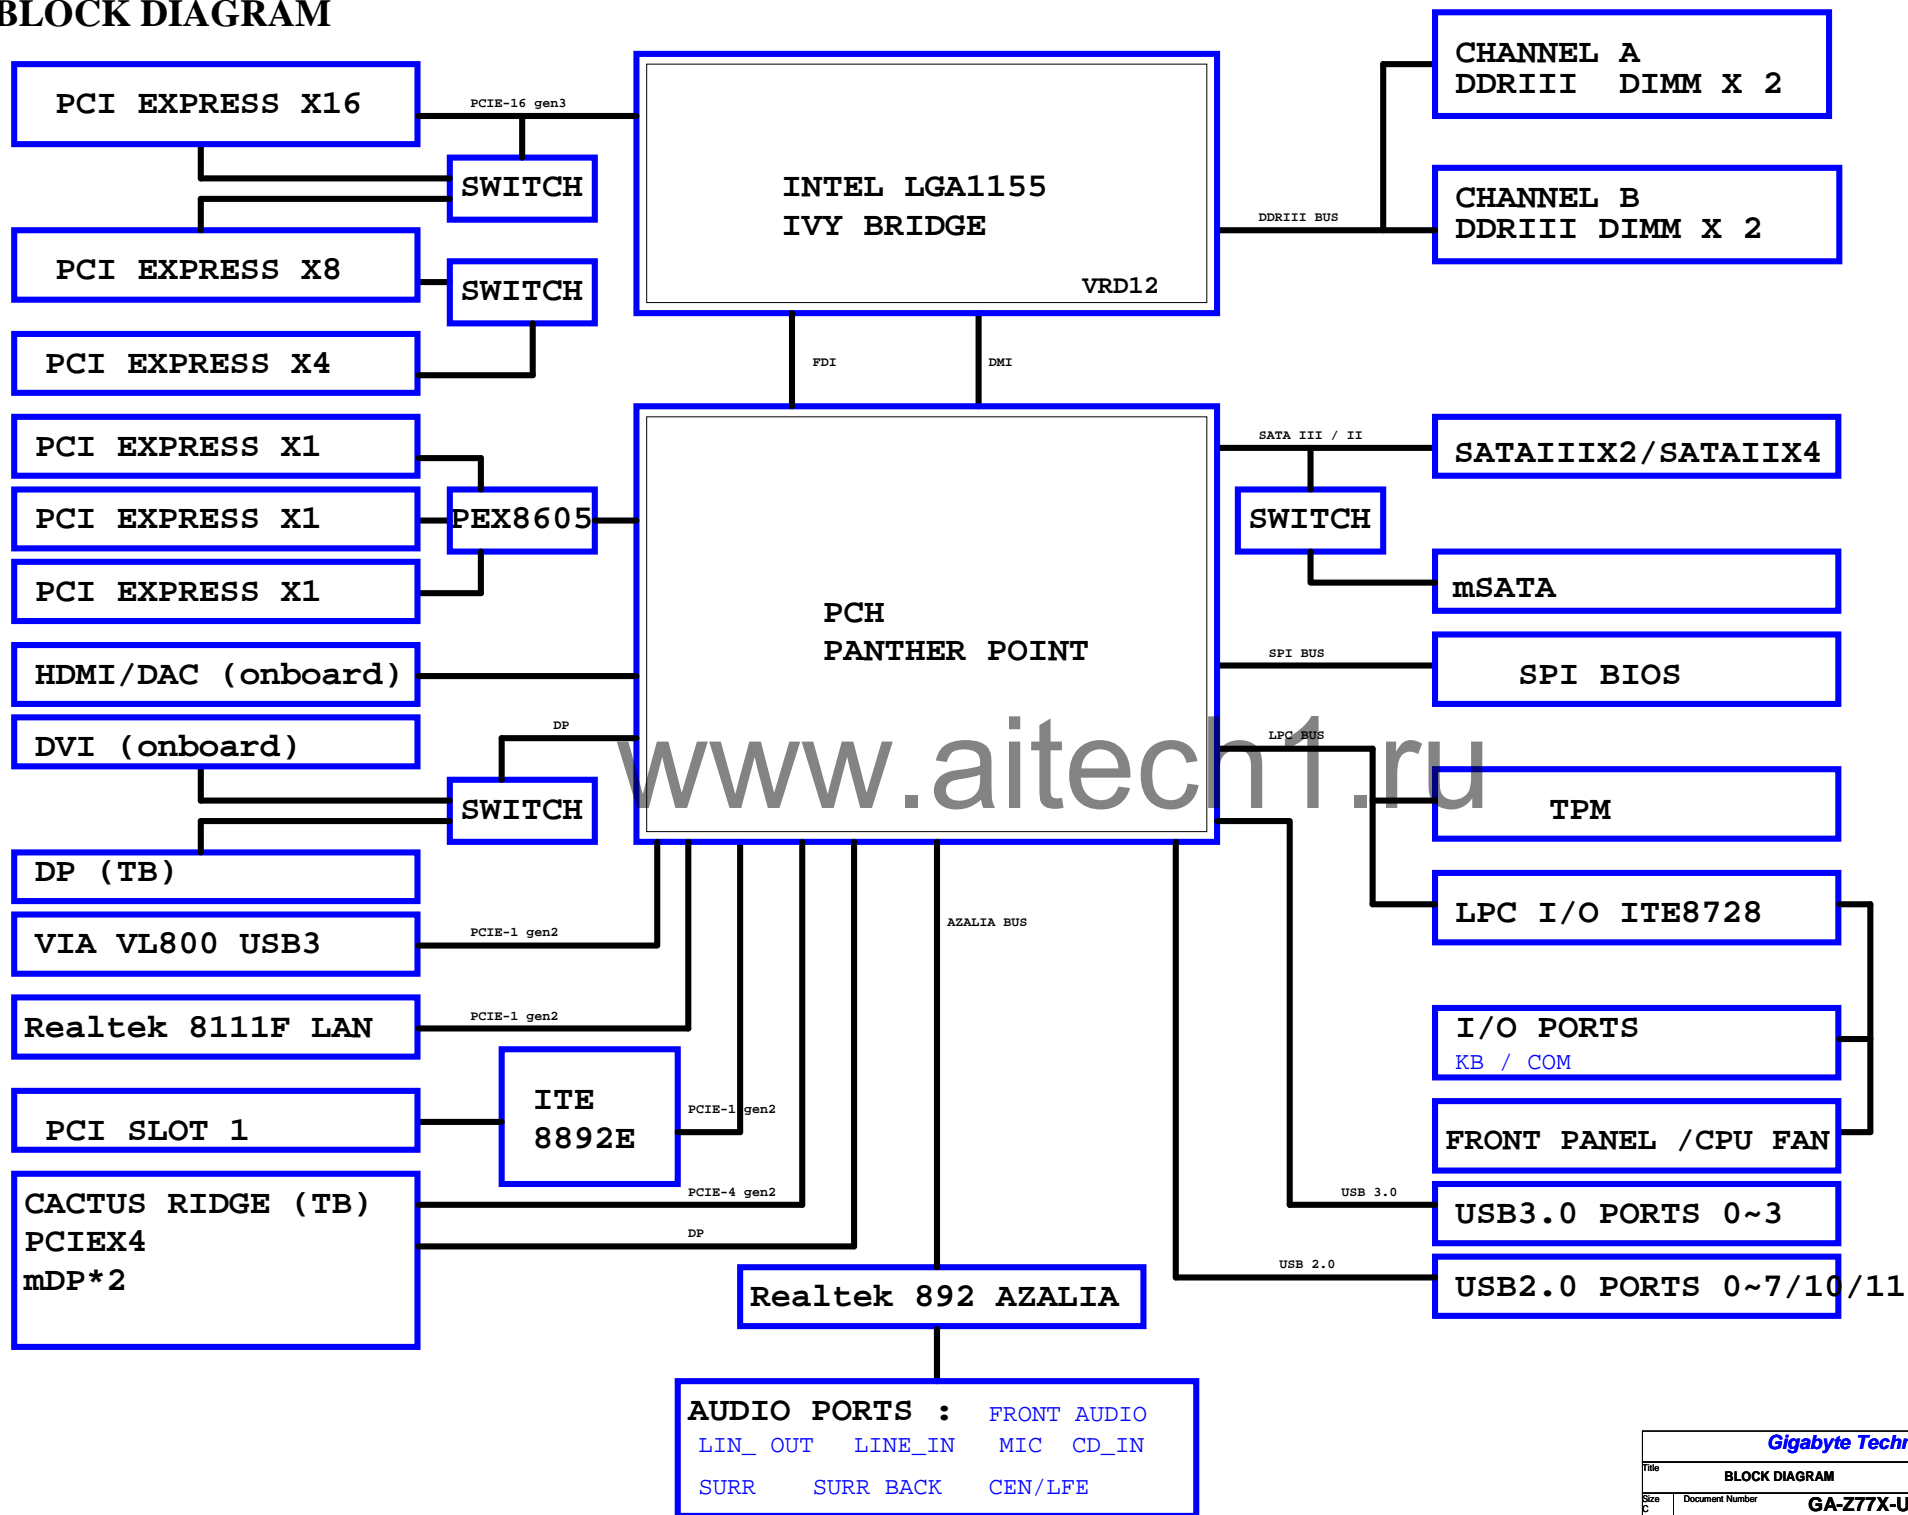 BLOCK DIAGRAM
PCI EXPRESS X16
PCIE-16 gen3
SWITCH
PCI EXPRESS X8
SWITCH
PCI EXPRESS X4
PCI EXPRESS X1
PCI EXPRESS X1
PEX8605
PCI EXPRESS X1
HDMI/DAC (onboard)
DVI (onboard)
DP
SWITCH
DP (TB)
VIA VL800 USB3
PCIE-1 gen2
Realtek 8111F LAN
PCIE-1 gen2
PCI SLOT 1
ITE
8892E
PCIE-1 gen2
CACTUS RIDGE (TB)
PCIEX4
mDP*2
PCIE-4 gen2
DP
INTEL LGA1155
IVY BRIDGE
VRD12
FDI
DMI
PCH
PANTHER POINT
www.aitech1.ru
AZALIA BUS
Realtek 892 AZALIA
AUDIO PORTS : FRONT AUDIO
LIN_ OUT LINE_IN MIC CD_IN
SURR SURR BACK CEN/LFE
CHANNEL A
DDRIII DIMM X 2
DDRIII BUS
CHANNEL B
DDRIII DIMM X 2
SATA III / II
SATAIIIX2/SATAIIX4
SWITCH
mSATA
SPI BUS
SPI BIOS
LPC BUS
TPM
LPC I/O ITE8728
I/O PORTS
KB / COM
FRONT PANEL /CPU FAN
USB 3.0
USB3.0 PORTS 0~3
USB 2.0
USB2.0 PORTS 0~7/10/11
Gigabyte Techn
Title
BLOCK DIAGRAM
Size
C
Document Number
GA-Z77X-U